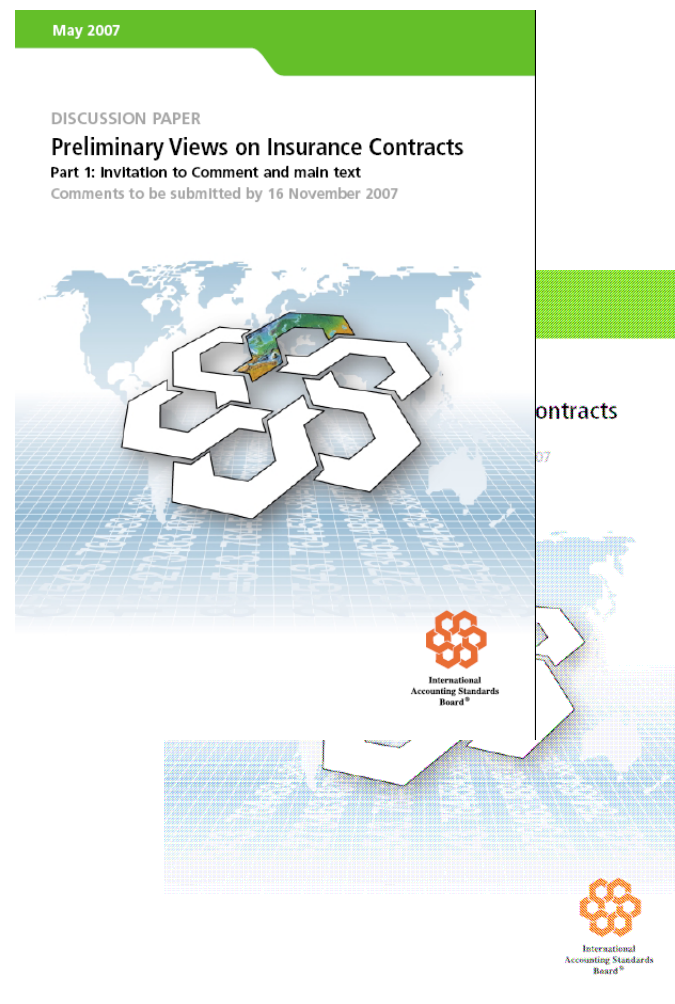 May 2007
DISCUSSION PAPER
Preliminary Views on Insurance Contracts
Part 1: Invitation to Comment and main text
Comments to be submitted by 16 November 2007
International
Accounting Standards
Board®
ontracts
07
International
Accounting Standards
Board®